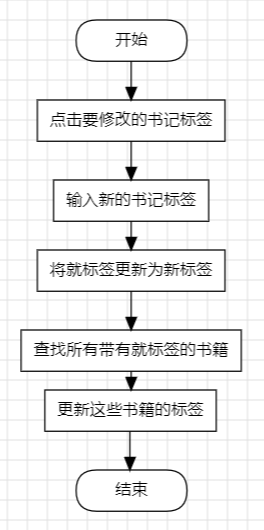 开始
点击要修改的书记标签
输入新的书记标签
将就标签更新为新标签
查找所有带有就标签的书籍
更新这些书籍的标签
结束